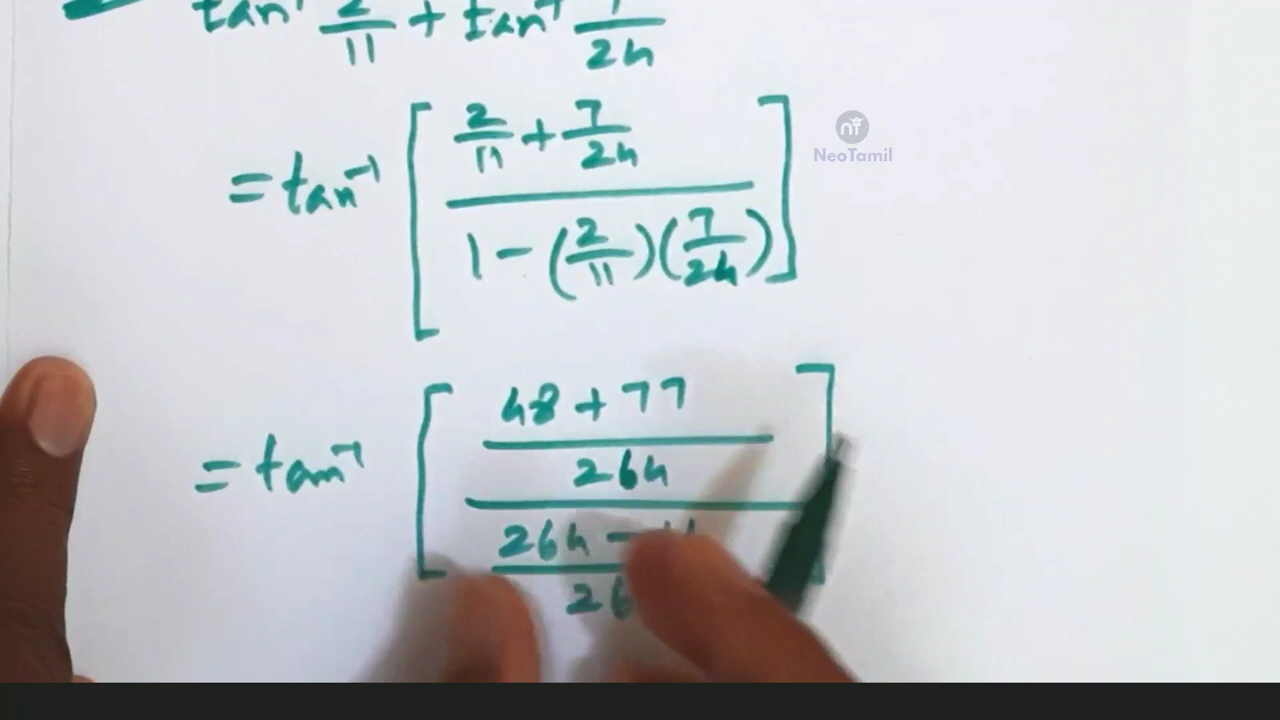 tan⁻¹ 2/11 + tan⁻¹ 7/24
= tan⁻¹ [ (2/11 + 7/24) / (1 - (2/11)(7/24)) ]
NeoTamil
= tan⁻¹ [ ((48 + 77)/264) / ((264 -